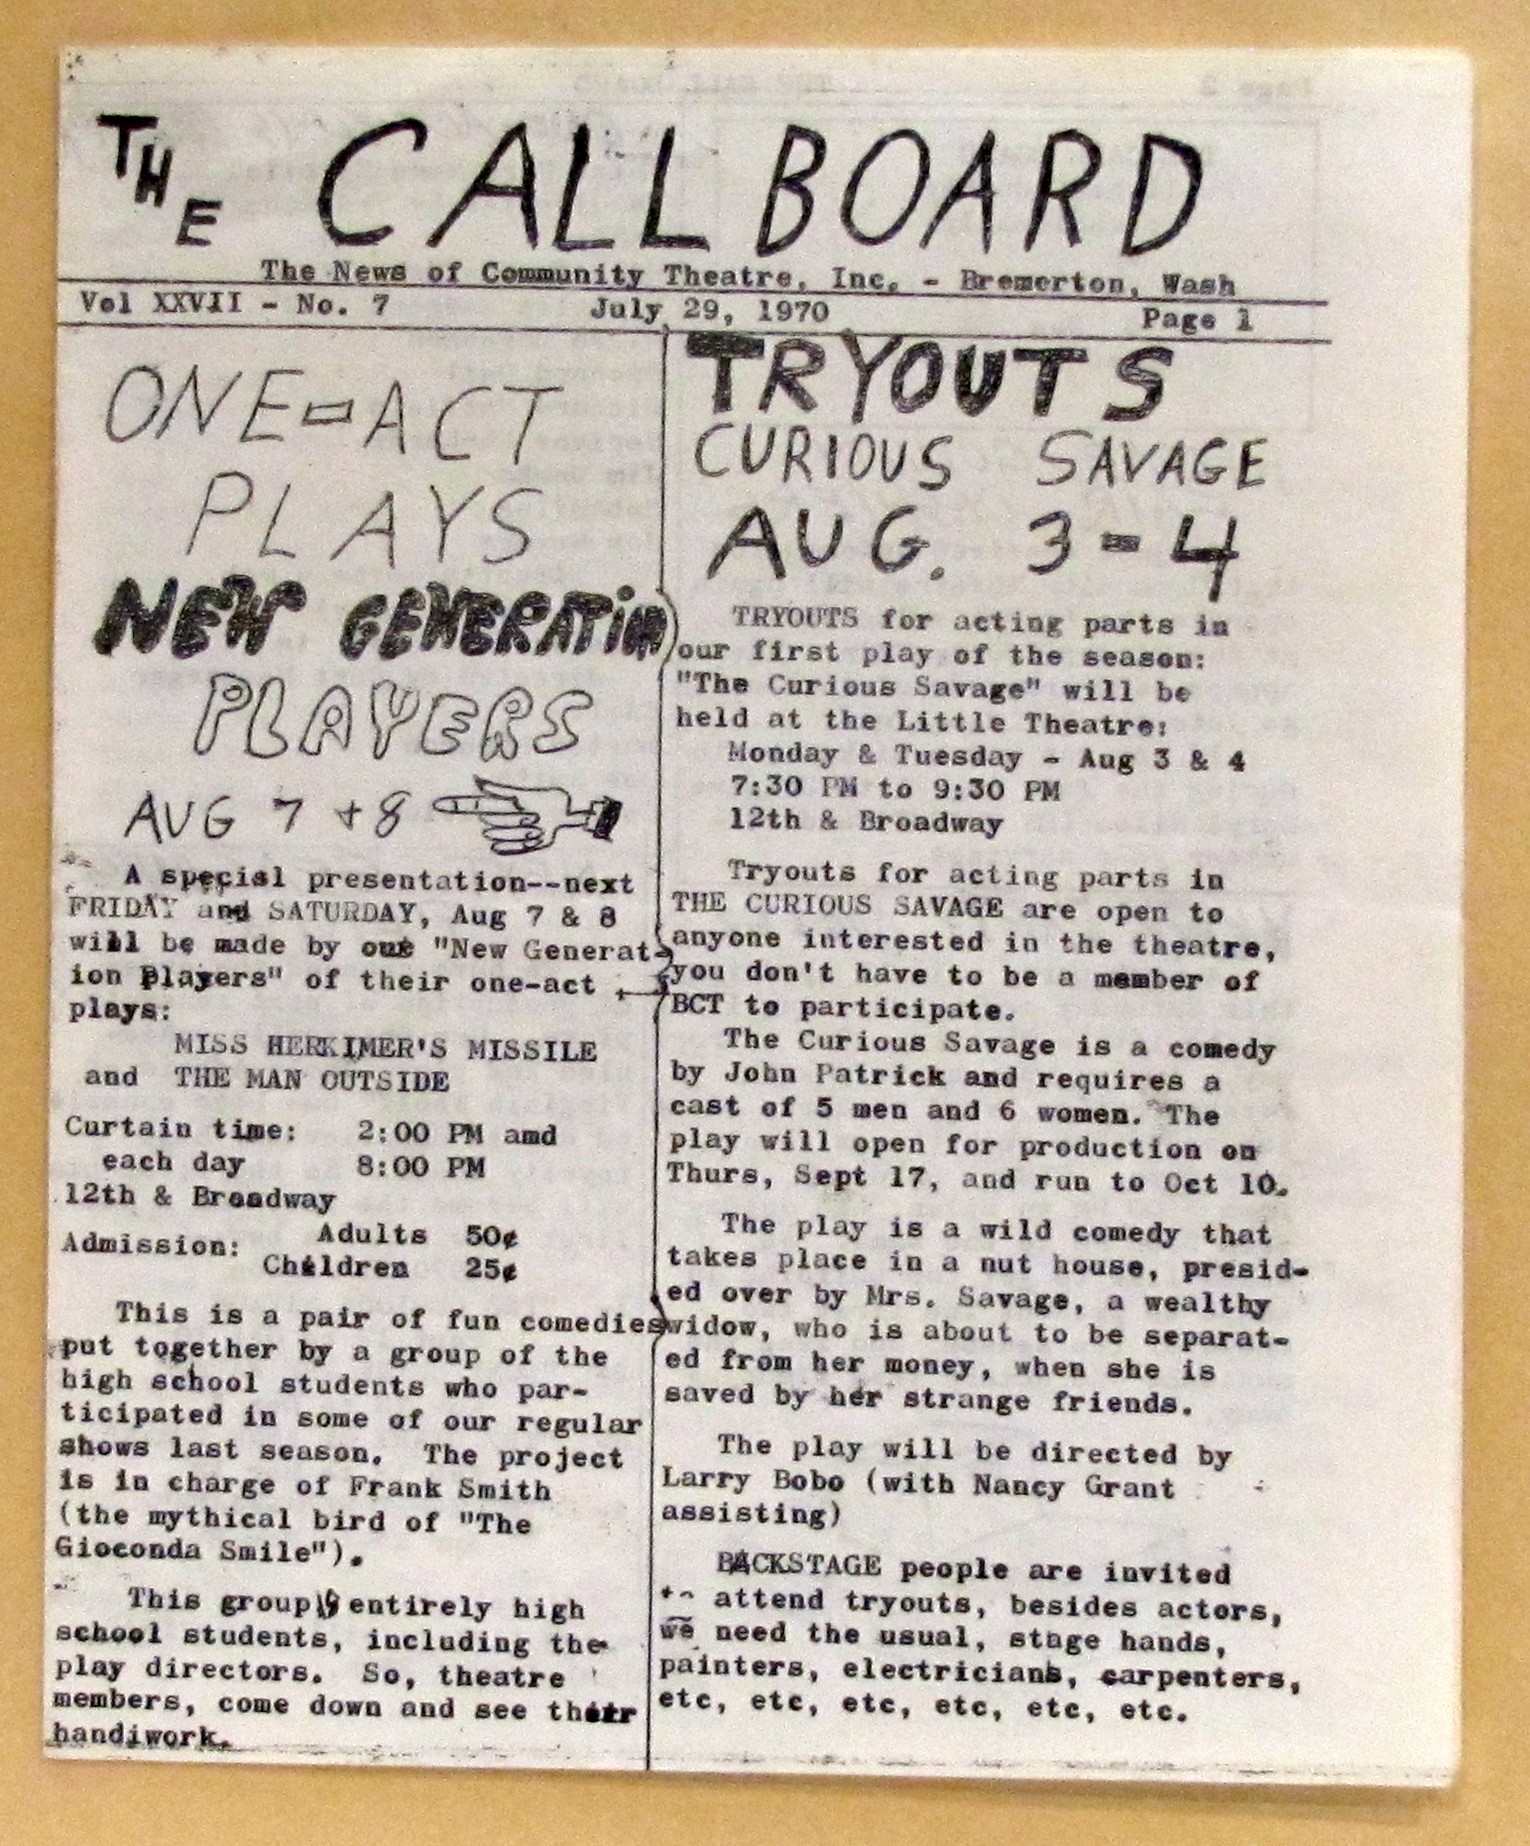 THE CALL BOARD
The News of Community Theatre, Inc. - Bremerton, Wash
Vol XXVII - No. 7 July 29, 1970 Page 1
ONE-ACT
PLAYS
NEW GENERATION
PLAYERS
AUG 7 + 8
A special presentation--next
FRIDAY and SATURDAY, Aug 7 & 8
will be made by our "New Generat-
ion Players" of their one-act
plays:
MISS HERKIMER'S MISSILE
and THE MAN OUTSIDE
Curtain time: 2:00 PM amd
each day 8:00 PM
12th & Broadway
Adults 50¢
Admission:
Children 25¢
This is a pair of fun comedies
put together by a group of the
high school students who par-
ticipated in some of our regular
shows last season. The project
is in charge of Frank Smith
(the mythical bird of "The
Gioconda Smile").
This group is entirely high
school students, including the
play directors. So, theatre
members, come down and see their
handiwork.
TRYOUTS
CURIOUS SAVAGE
AUG. 3-4
TRYOUTS for acting parts in
our first play of the season:
"The Curious Savage" will be
held at the Little Theatre:
Monday & Tuesday - Aug 3 & 4
7:30 PM to 9:30 PM
12th & Broadway
Tryouts for acting parts in
THE CURIOUS SAVAGE are open to
anyone interested in the theatre,
you don't have to be a member of
BCT to participate.
The Curious Savage is a comedy
by John Patrick and requires a
cast of 5 men and 6 women. The
play will open for production on
Thurs, Sept 17, and run to Oct 10.
The play is a wild comedy that
takes place in a nut house, presid-
ed over by Mrs. Savage, a wealthy
widow, who is about to be separat-
ed from her money, when she is
saved by her strange friends.
The play will be directed by
Larry Bobo (with Nancy Grant
assisting)
BACKSTAGE people are invited
to attend tryouts, besides actors,
we need the usual, stage hands,
painters, electricians, carpenters,
etc, etc, etc, etc, etc, etc.